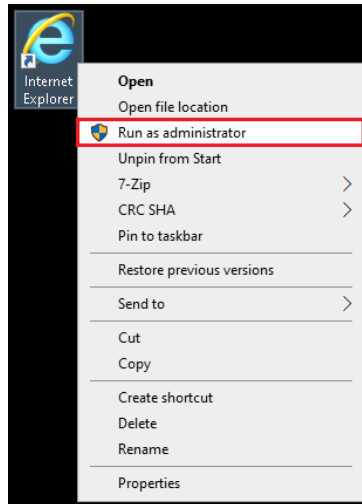 Internet
Explorer
Open
Open file location
Run as administrator
Unpin from Start
7-Zip
CRC SHA
Pin to taskbar
Restore previous versions
Send to
Cut
Copy
Create shortcut
Delete
Rename
Properties